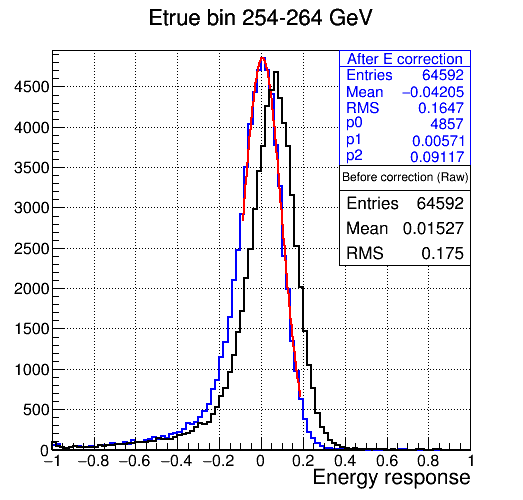 Etrue bin 254-264 GeV
After E correction
Entries 64592
Mean −0.04205
RMS 0.1647
p0 4857
p1 0.00571
p2 0.09117
Before correction (Raw)
Entries 64592
Mean 0.01527
RMS 0.175
4500
4000
3500
3000
2500
2000
1500
1000
500
0
−1 −0.8 −0.6 −0.4 −0.2 0 0.2 0.4 0.6 0.8 1
Energy response